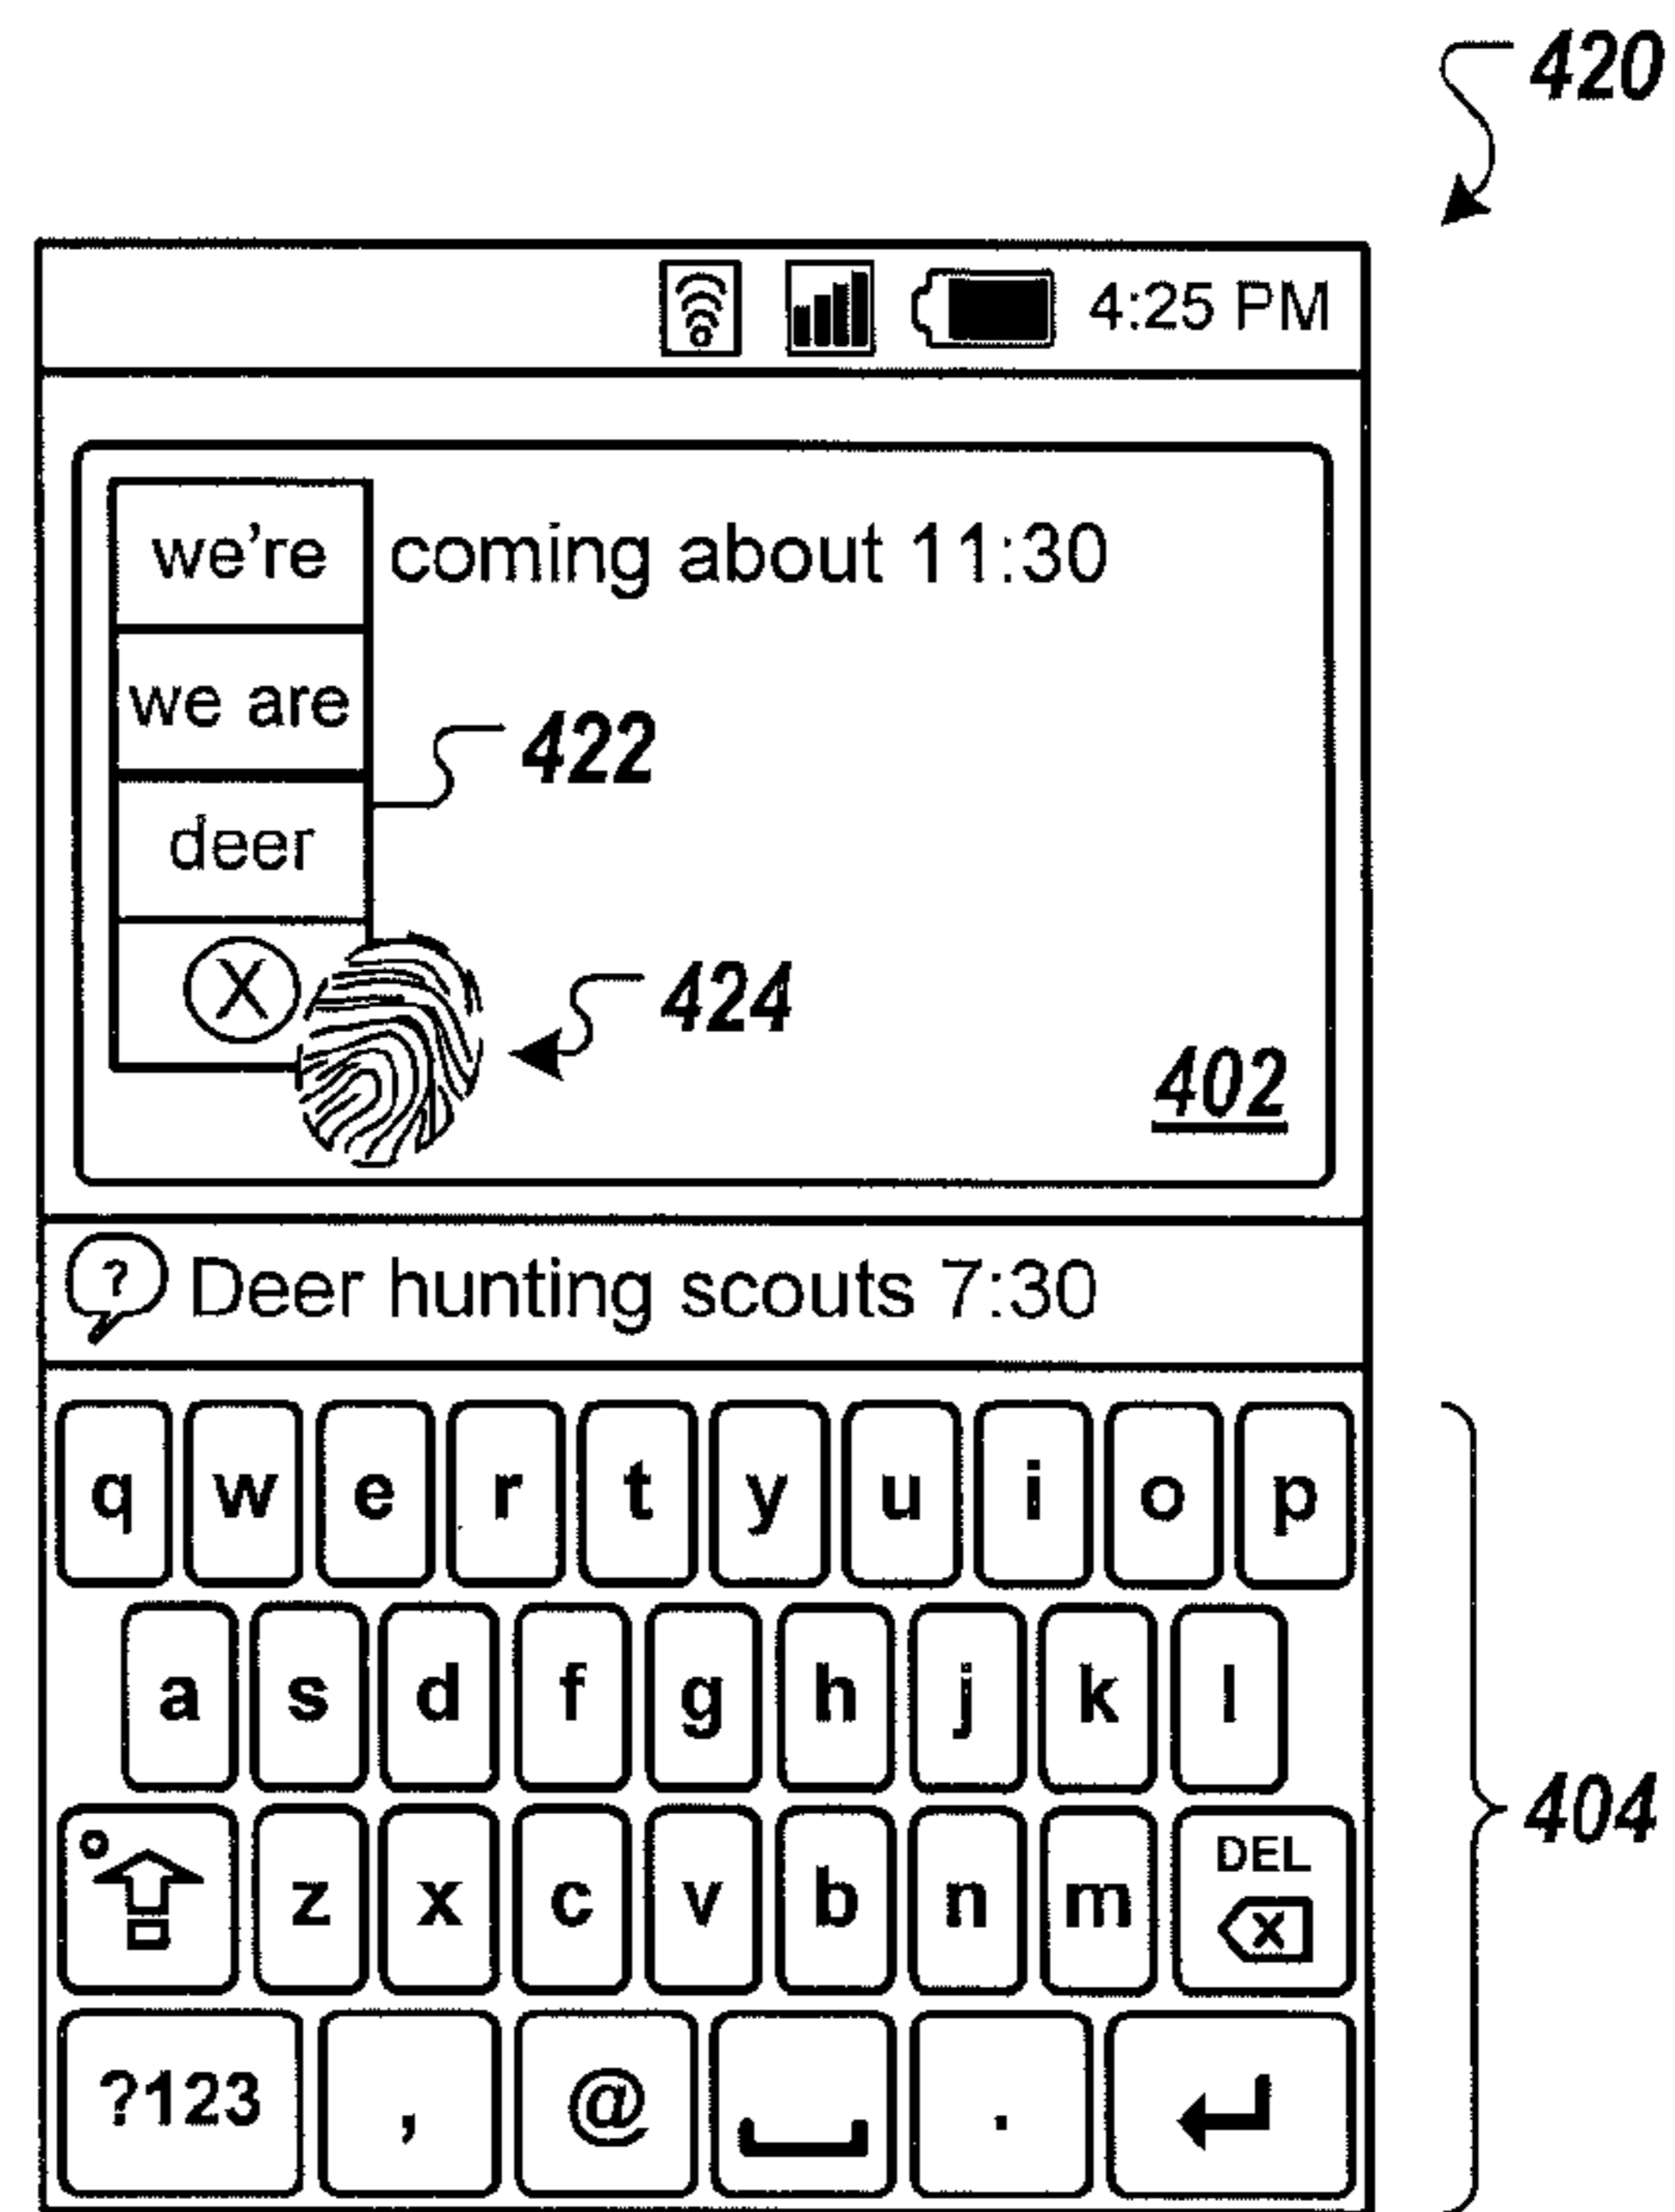 420
4:25 PM
we're coming about 11:30
we are
422
deer
X
424
402
? Deer hunting scouts 7:30
q w e r t y u i o p
a s d f g h j k l
404
DEL
z x c v b n m x
?123 , @ .